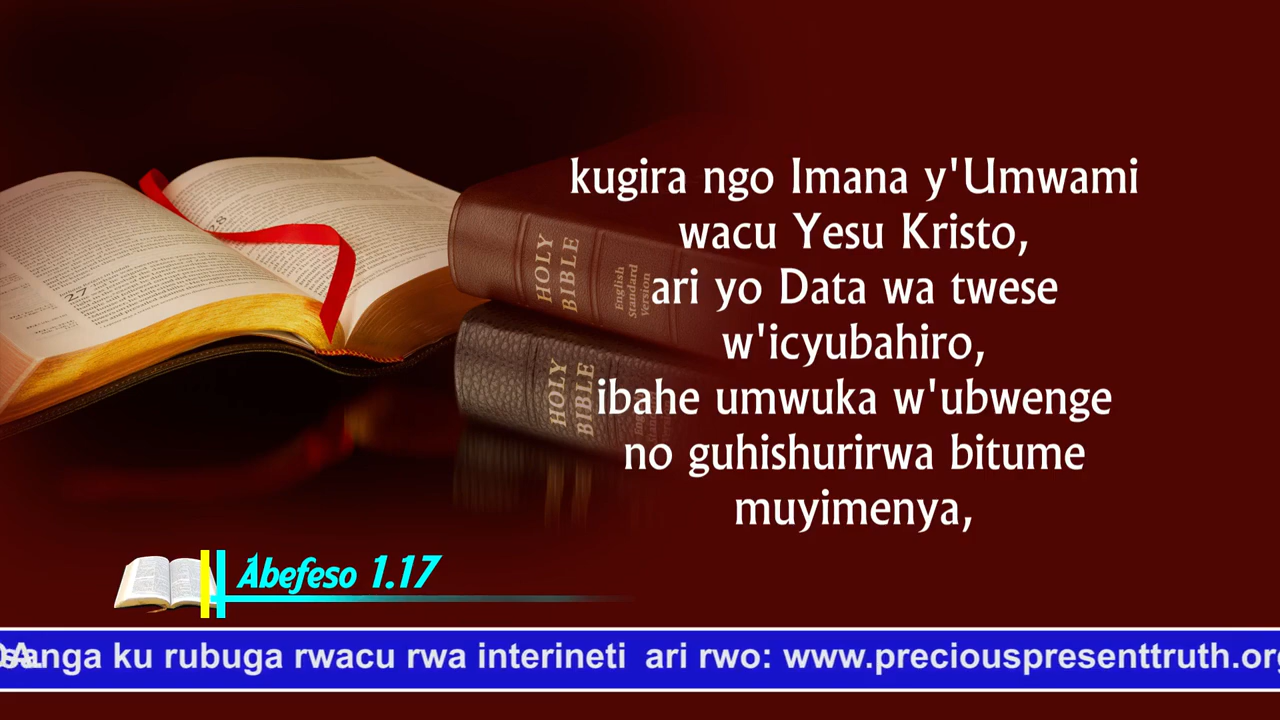 kugira ngo Imana y'Umwami
wacu Yesu Kristo,
ari yo Data wa twese
w'icyubahiro,
ibahe umwuka w'ubwenge
no guhishurirwa bitume
muyimenya,
HOLY
BIBLE
English
Standard
Version
HOLY
BIBLE
27
Abefeso 1.17
ku rubuga rwacu rwa interineti ari rwo: www.preciouspresenttruth.org